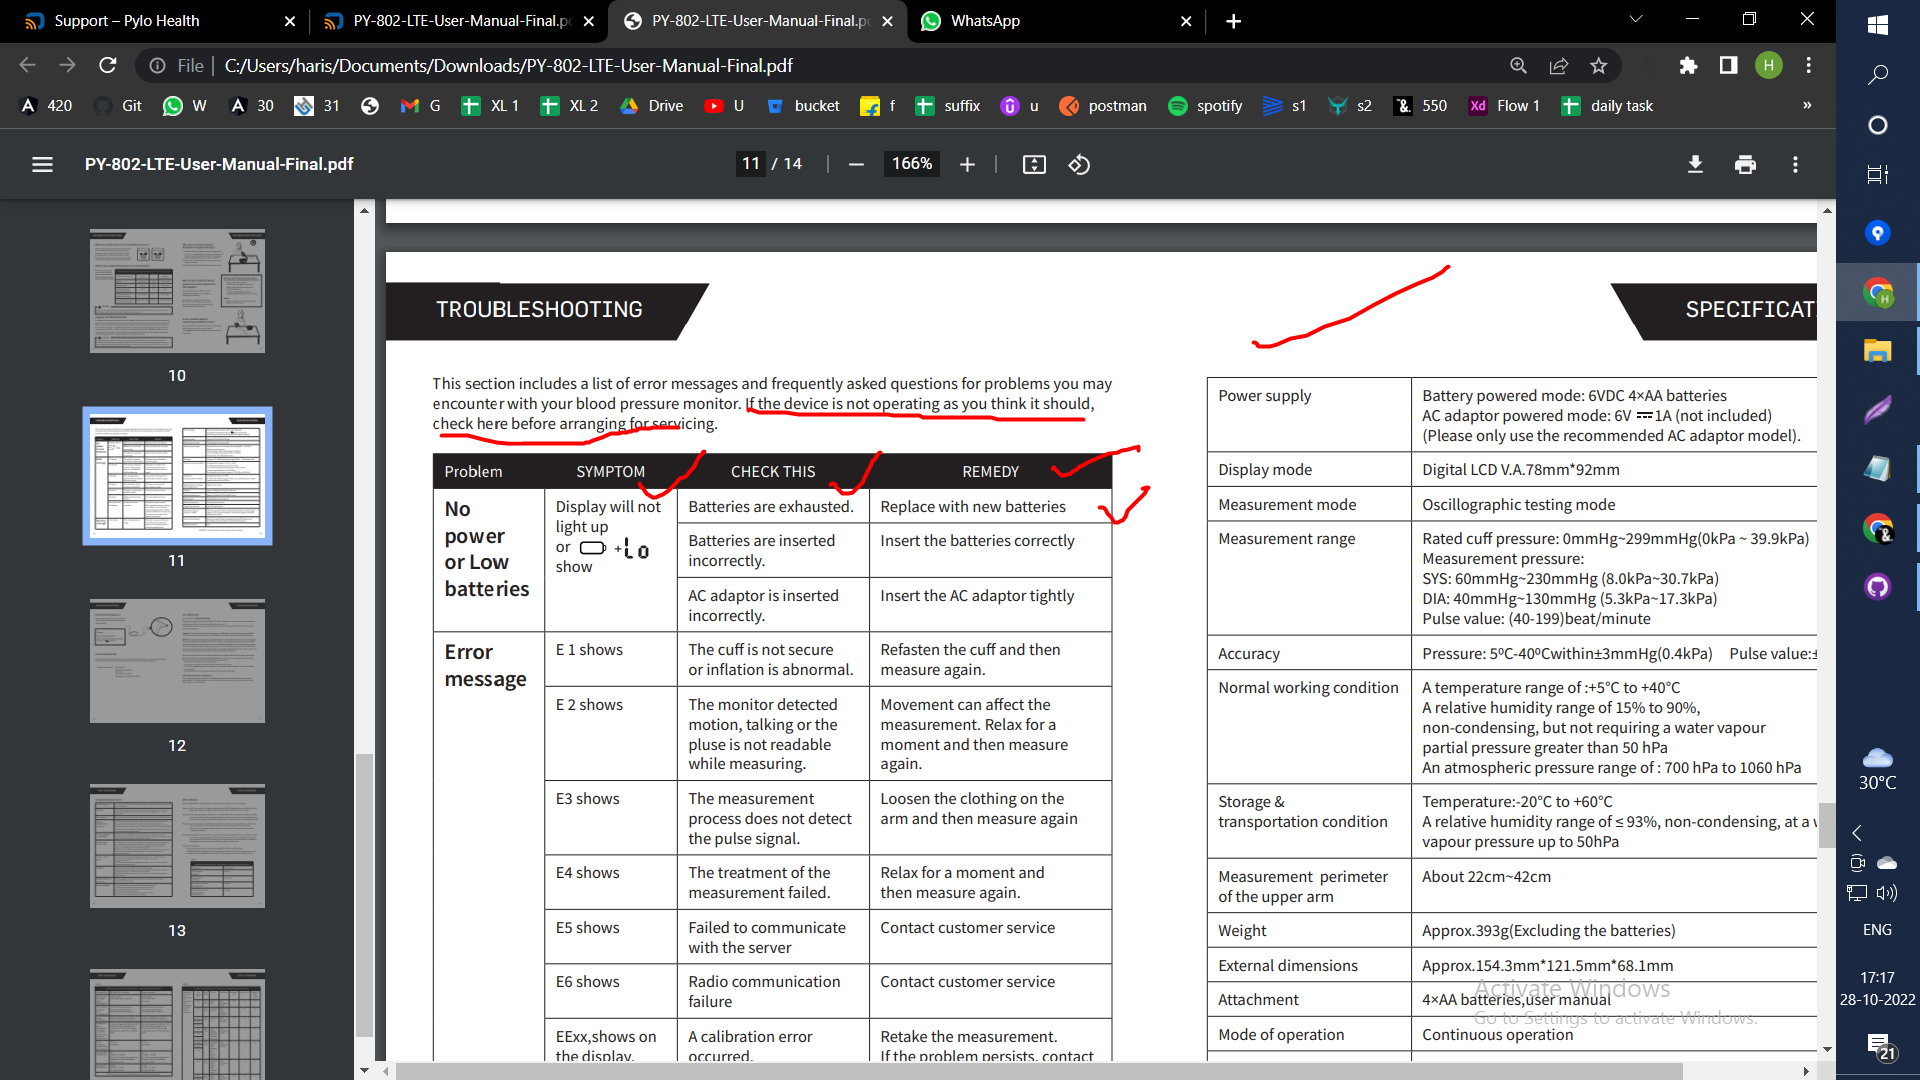 Support – Pylo Health
PY-802-LTE-User-Manual-Final.p
PY-802-LTE-User-Manual-Final.p
WhatsApp
File
C:/Users/haris/Documents/Downloads/PY-802-LTE-User-Manual-Final.pdf
H
420
Git
W
30
31
G
XL 1
XL 2
Drive
U
bucket
f
suffix
u
postman
spotify
s1
s2
550
Flow 1
daily task
»
PY-802-LTE-User-Manual-Final.pdf
11 / 14
166%
10
11
12
13
TROUBLESHOOTING
This section includes a list of error messages and frequently asked questions for problems you may
encounter with your blood pressure monitor. If the device is not operating as you think it should,
check here before arranging for servicing.
Problem SYMPTOM CHECK THIS REMEDY
No
power
or Low
batteries
Display will not
light up
or + Lo
show
Batteries are exhausted.
Replace with new batteries
Batteries are inserted
incorrectly.
Insert the batteries correctly
AC adaptor is inserted
incorrectly.
Insert the AC adaptor tightly
Error
message
E 1 shows
The cuff is not secure
or inflation is abnormal.
Refasten the cuff and then
measure again.
E 2 shows
The monitor detected
motion, talking or the
pluse is not readable
while measuring.
Movement can affect the
measurement. Relax for a
moment and then measure
again.
E3 shows
The measurement
process does not detect
the pulse signal.
Loosen the clothing on the
arm and then measure again
E4 shows
The treatment of the
measurement failed.
Relax for a moment and
then measure again.
E5 shows
Failed to communicate
with the server
Contact customer service
E6 shows
Radio communication
failure
Contact customer service
EExx,shows on
the display.
A calibration error
occurred.
Retake the measurement.
If the problem persists, contact
SPECIFICAT
Power supply
Battery powered mode: 6VDC 4×AA batteries
AC adaptor powered mode: 6V ⎓ 1A (not included)
(Please only use the recommended AC adaptor model).
Display mode
Digital LCD V.A.78mm*92mm
Measurement mode
Oscillographic testing mode
Measurement range
Rated cuff pressure: 0mmHg~299mmHg(0kPa ~ 39.9kPa)
Measurement pressure:
SYS: 60mmHg~230mmHg (8.0kPa~30.7kPa)
DIA: 40mmHg~130mmHg (5.3kPa~17.3kPa)
Pulse value: (40-199)beat/minute
Accuracy
Pressure: 5ºC-40ºCwithin±3mmHg(0.4kPa) Pulse value:±
Normal working condition
A temperature range of :+5°C to +40°C
A relative humidity range of 15% to 90%,
non-condensing, but not requiring a water vapour
partial pressure greater than 50 hPa
An atmospheric pressure range of : 700 hPa to 1060 hPa
Storage &
transportation condition
Temperature:-20°C to +60°C
A relative humidity range of ≤ 93%, non-condensing, at a
vapour pressure up to 50hPa
Measurement perimeter
of the upper arm
About 22cm~42cm
Weight
Approx.393g(Excluding the batteries)
External dimensions
Approx.154.3mm*121.5mm*68.1mm
Attachment
4×AA batteries,user manual
Mode of operation
Continuous operation
Activate Windows
Go to Settings to activate Windows.
30°C
ENG
17:17
28-10-2022
21